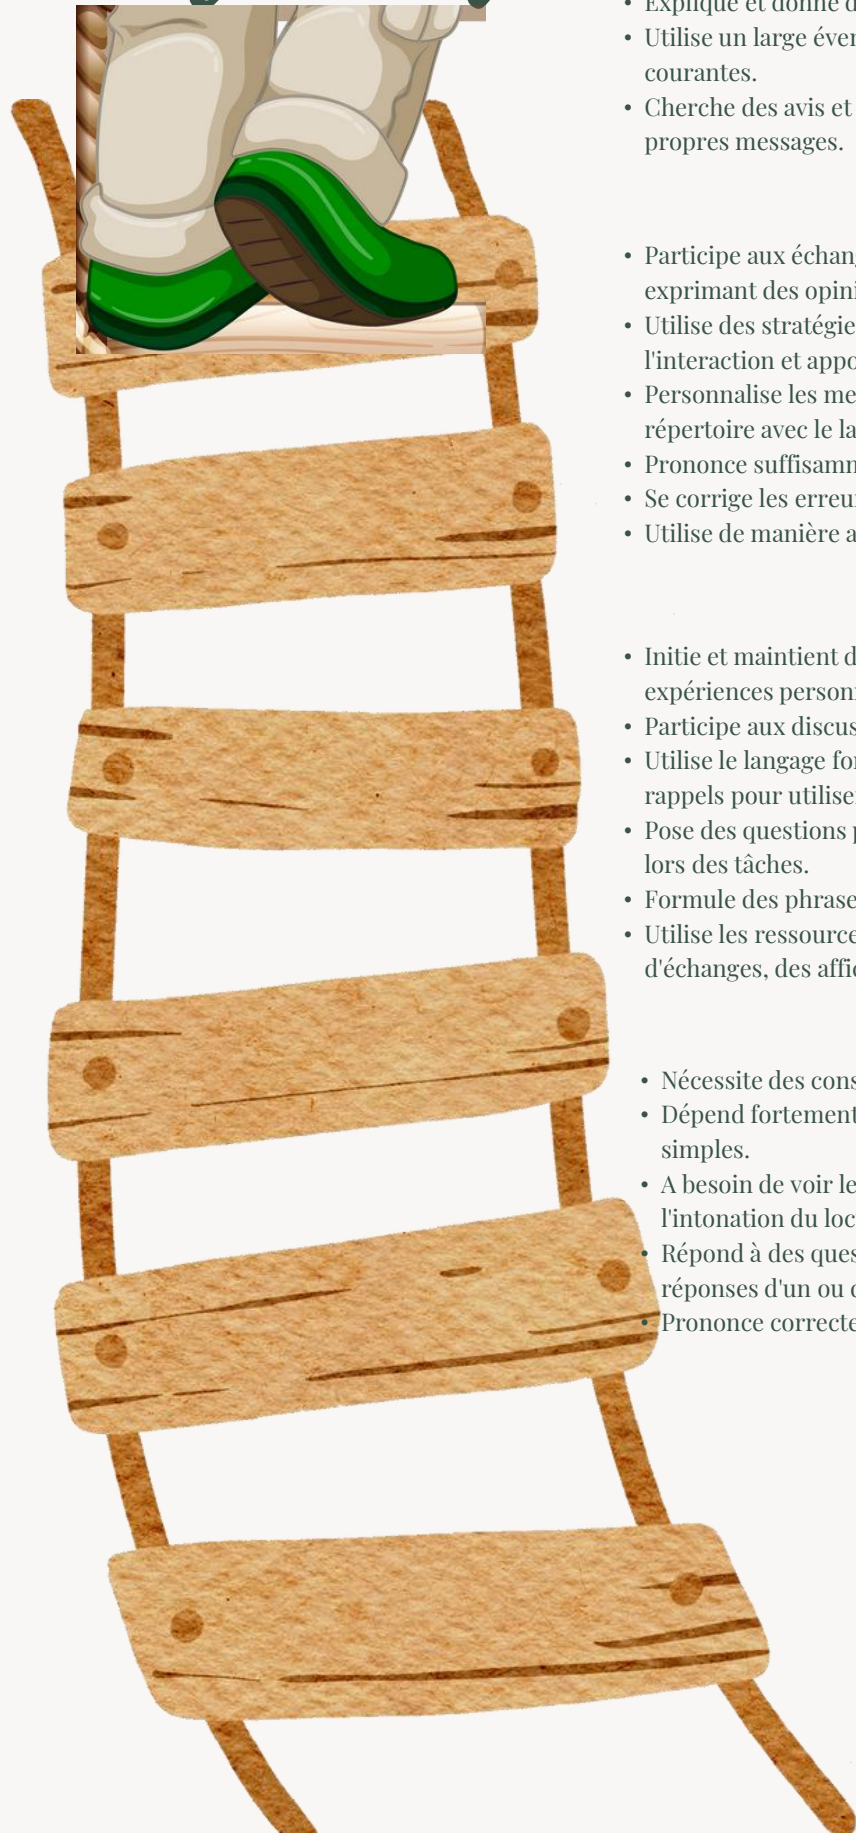 • Explique et donne d
• Utilise un large éven
courantes.
• Cherche des avis et
propres messages.
• Participe aux échang
exprimant des opini
• Utilise des stratégie
l'interaction et appo
• Personnalise les me
répertoire avec le la
• Prononce suffisamm
• Se corrige les erreu
• Utilise de manière a
• Initie et maintient d
expériences person
• Participe aux discus
• Utilise le langage for
rappels pour utilise
• Pose des questions p
lors des tâches.
• Formule des phrase
• Utilise les ressource
d'échanges, des affic
• Nécessite des cons
• Dépend fortement
simples.
• A besoin de voir le
l'intonation du loc
• Répond à des ques
réponses d'un ou d
• Prononce correcte